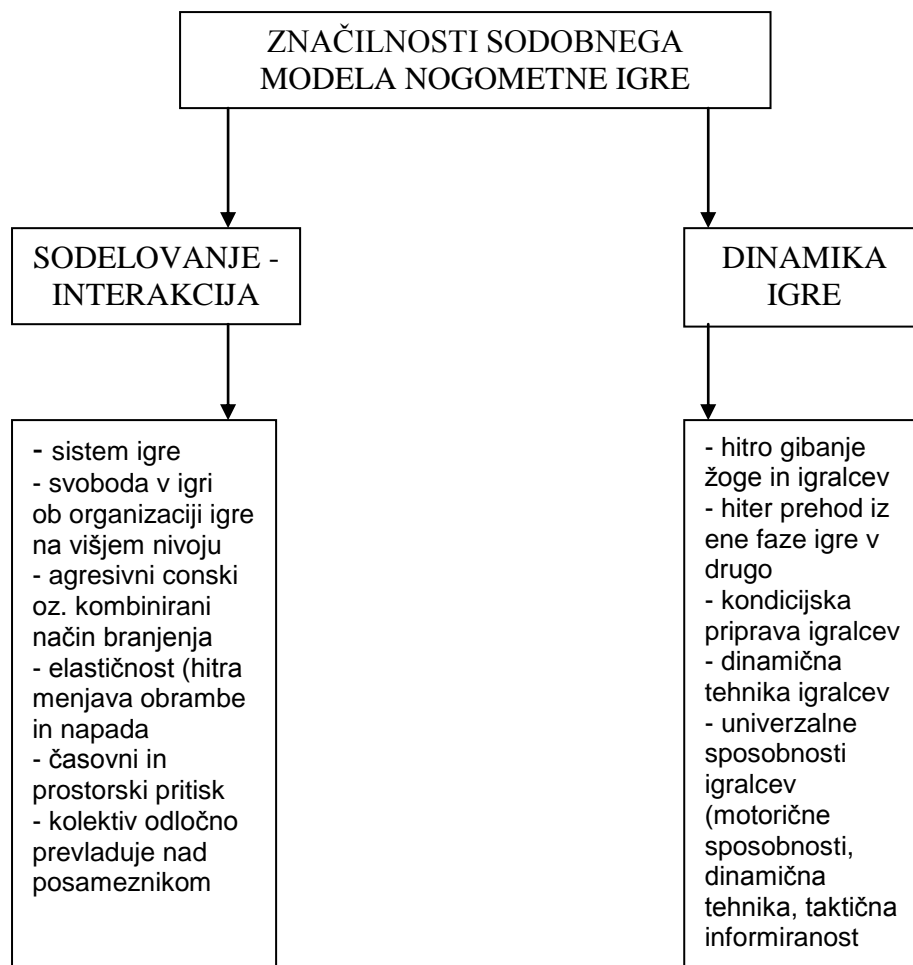 ZNAČILNOSTI SODOBNEGA
MODELA NOGOMETNE IGRE
SODELOVANJE -
INTERAKCIJA
- sistem igre
- svoboda v igri
ob organizaciji igre
na višjem nivoju
- agresivni conski
oz. kombinirani
način branjenja
- elastičnost (hitra
menjava obrambe
in napada
- časovni in
prostorski pritisk
- kolektiv odločno
prevladuje nad
posameznikom
DINAMIKA
IGRE
- hitro gibanje
žoge in igralcev
- hiter prehod iz
ene faze igre v
drugo
- kondicijska
priprava igralcev
- dinamična
tehnika igralcev
- univerzalne
sposobnosti
igralcev
(motorične
sposobnosti,
dinamična
tehnika, taktična
informiranost